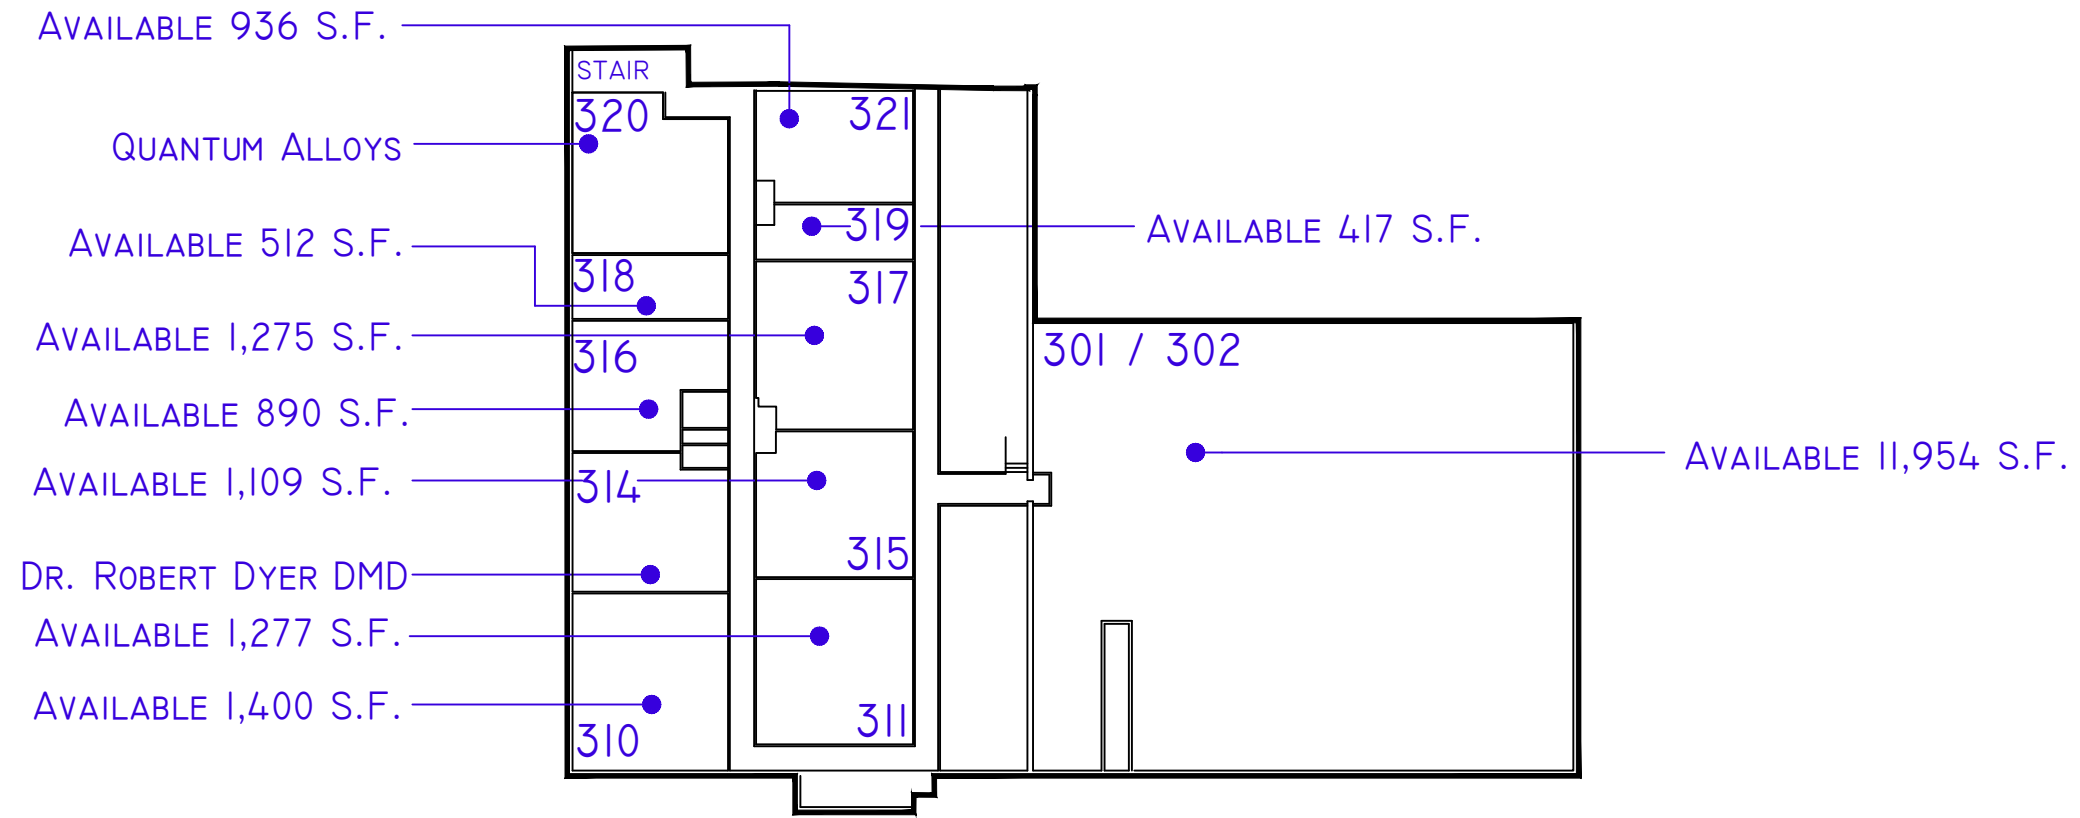 Available 936 S.F.
STAIR
320
321
Quantum Alloys
319
Available 417 S.F.
Available 512 S.F.
318
317
Available 1,275 S.F.
316
301 / 302
Available 890 S.F.
Available 11,954 S.F.
Available 1,109 S.F.
314
315
Dr. Robert Dyer DMD
Available 1,277 S.F.
Available 1,400 S.F.
311
310